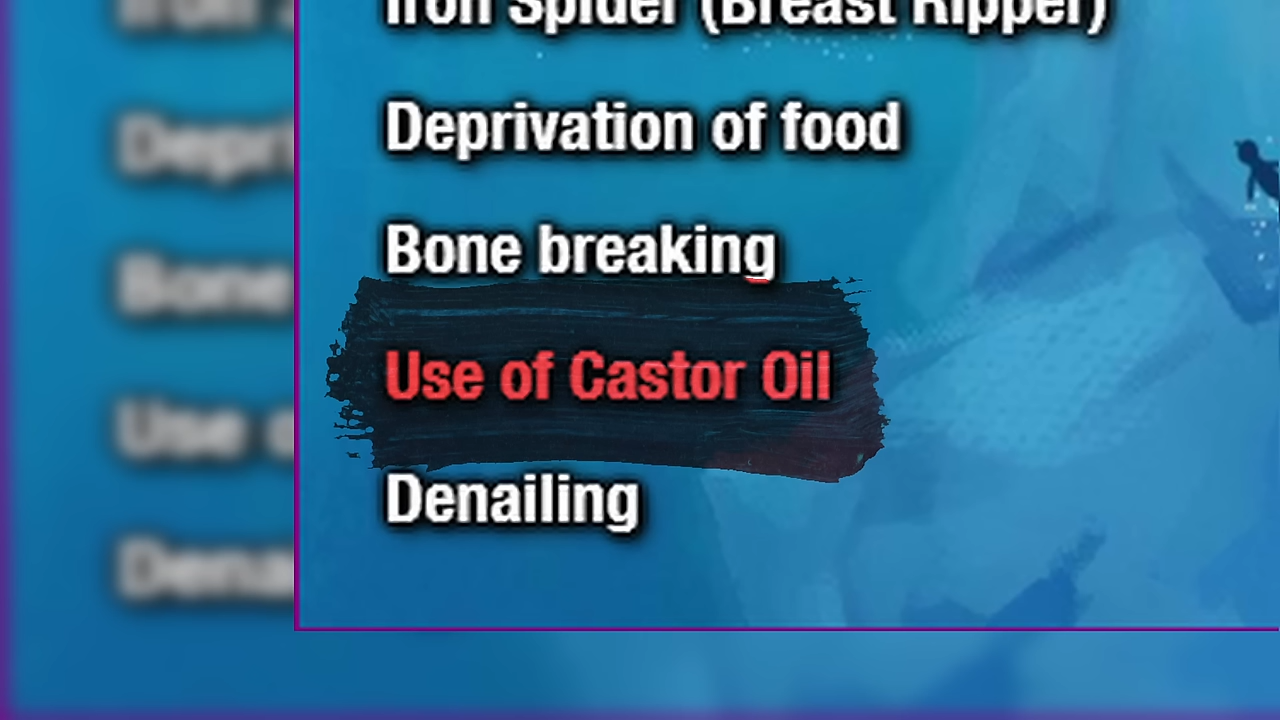 Iron Spider (Breast Ripper)
Deprivation of food
Bone breaking
Use of Castor Oil
Denailing